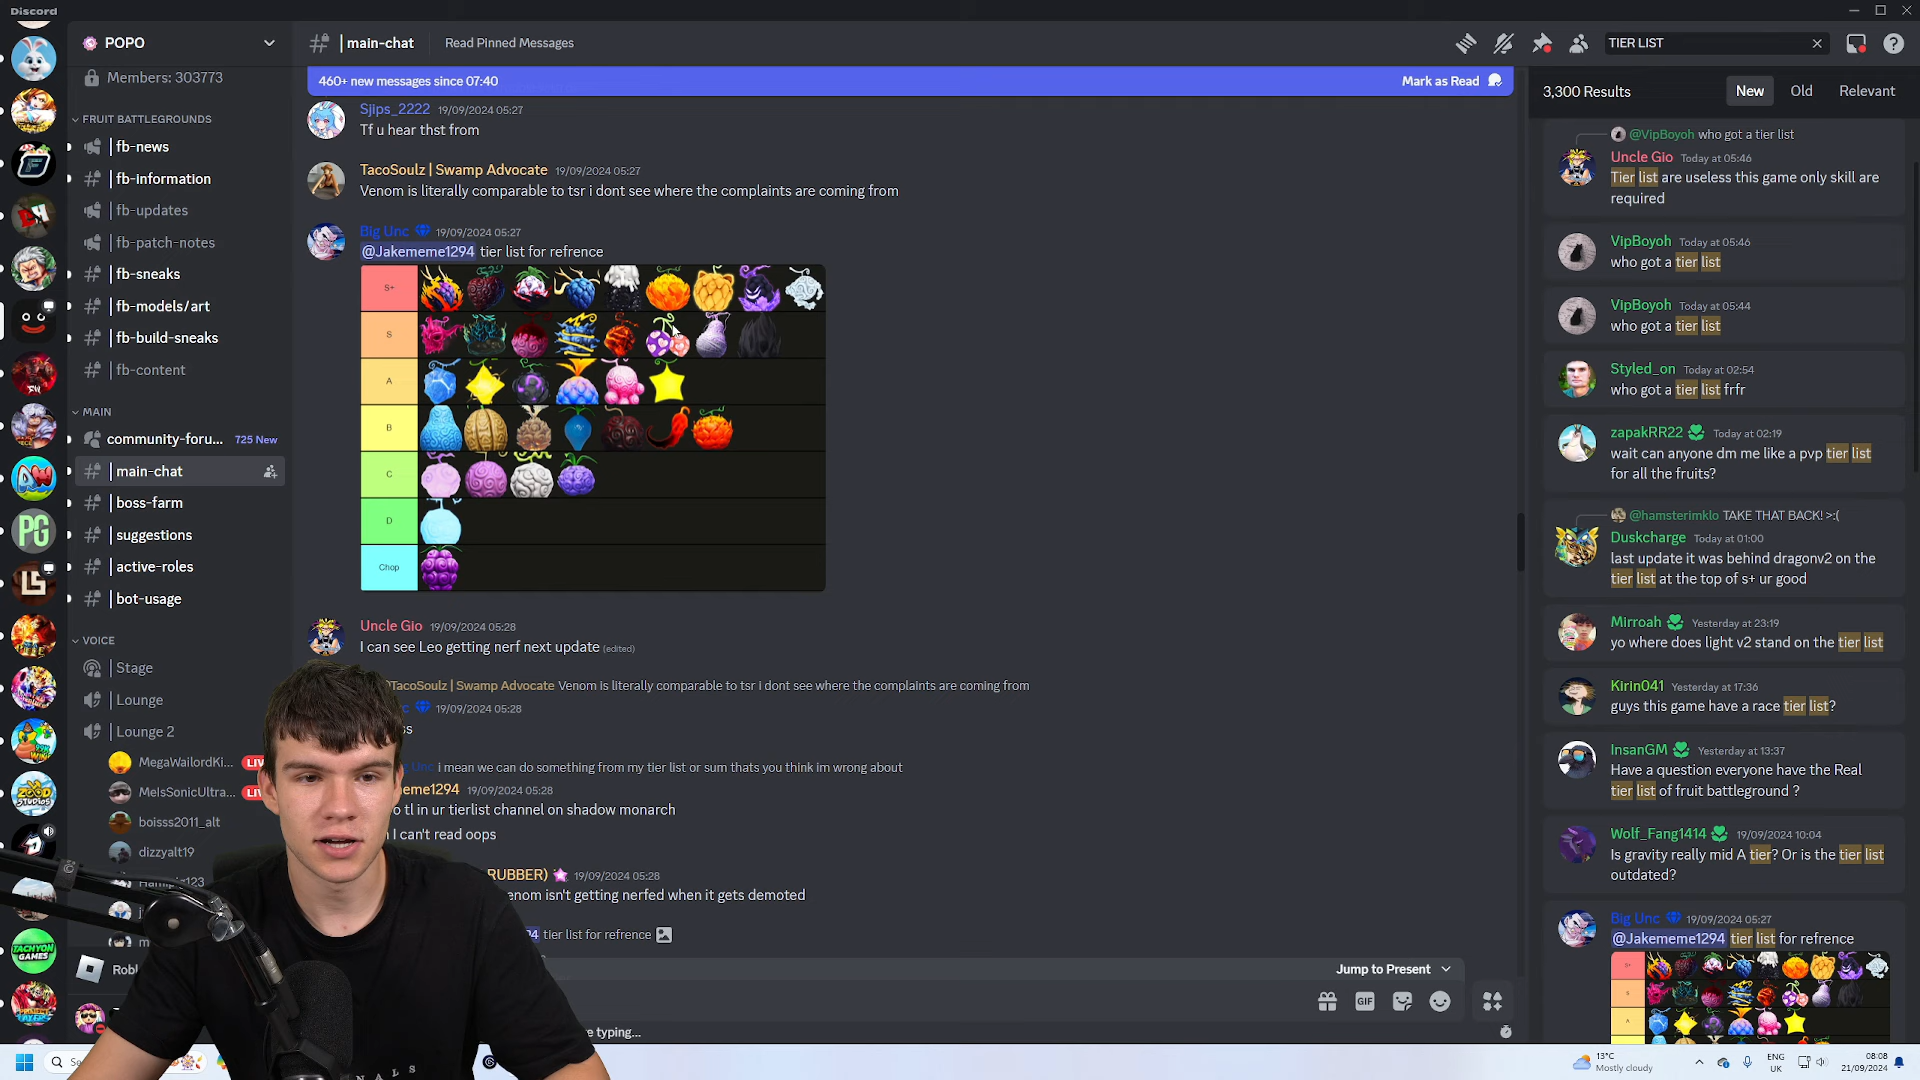 Discord
POPO
Members: 303773
FRUIT BATTLEGROUNDS
fb-news
fb-information
fb-updates
fb-patch-notes
fb-sneaks
fb-models/art
fb-build-sneaks
fb-content
MAIN
community-foru... 725 New
main-chat
boss-farm
suggestions
active-roles
bot-usage
VOICE
Stage
Lounge
Lounge 2
MegaWailordKi...
MelsSonicUltra...
boisss2011_alt
dizzyalt19
main-chat
Read Pinned Messages
TIER LIST
460+ new messages since 07:40
Mark as Read
Sjips_2222 19/09/2024 05:27
Tf u hear thst from
TacoSoulz | Swamp Advocate 19/09/2024 05:27
Venom is literally comparable to tsr i dont see where the complaints are coming from
Big Unc 19/09/2024 05:27
@Jakememe1294 tier list for refrence
S+
S
A
B
C
D
Chop
Uncle Gio 19/09/2024 05:28
I can see Leo getting nerf next update (edited)
TacoSoulz | Swamp Advocate Venom is literally comparable to tsr i dont see where the complaints are coming from
19/09/2024 05:28
i mean we can do something from my tier list or sum thats you think im wrong about
eme1294 19/09/2024 05:28
o tl in ur tierlist channel on shadow monarch
I can't read oops
RUBBER) 19/09/2024 05:28
enom isn't getting nerfed when it gets demoted
tier list for refrence
Jump to Present
GIF
typing...
3,300 Results
New
Old
Relevant
@VipBoyoh who got a tier list
Uncle Gio Today at 05:46
Tier list are useless this game only skill are
required
VipBoyoh Today at 05:46
who got a tier list
VipBoyoh Today at 05:44
who got a tier list
Styled_on Today at 02:54
who got a tier list frfr
zapakRR22 Today at 02:19
wait can anyone dm me like a pvp tier list
for all the fruits?
@hamsterimklo TAKE THAT BACK! >:(
Duskcharge Today at 01:00
last update it was behind dragonv2 on the
tier list at the top of s+ ur good
Mirroah Yesterday at 23:19
yo where does light v2 stand on the tier list
Kirin041 Yesterday at 17:36
guys this game have a race tier list?
InsanGM Yesterday at 13:37
Have a question everyone have the Real
tier list of fruit battleground ?
Wolf_Fang1414 19/09/2024 10:04
Is gravity really mid A tier? Or is the tier list
outdated?
Big Unc 19/09/2024 05:27
@Jakememe1294 tier list for refrence
S+
S
A
13°C
Mostly cloudy
ENG
UK
08:08
21/09/2024